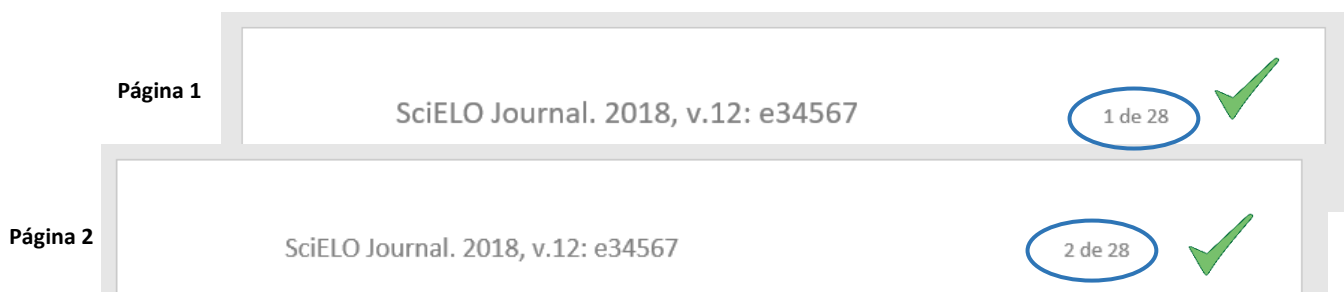 Página 1
SciELO Journal. 2018, v.12: e34567
1 de 28
Página 2
SciELO Journal. 2018, v.12: e34567
2 de 28